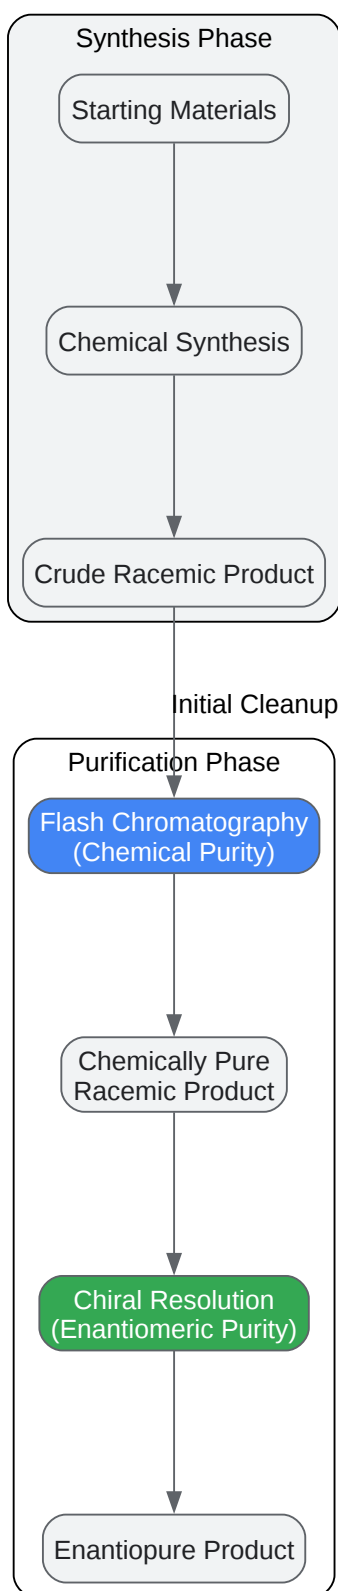 Synthesis Phase
Starting Materials
Chemical Synthesis
Crude Racemic Product
Initial Cleanup
Purification Phase
Flash Chromatography
(Chemical Purity)
Chemically Pure
Racemic Product
Chiral Resolution
(Enantiomeric Purity)
Enantiopure Product